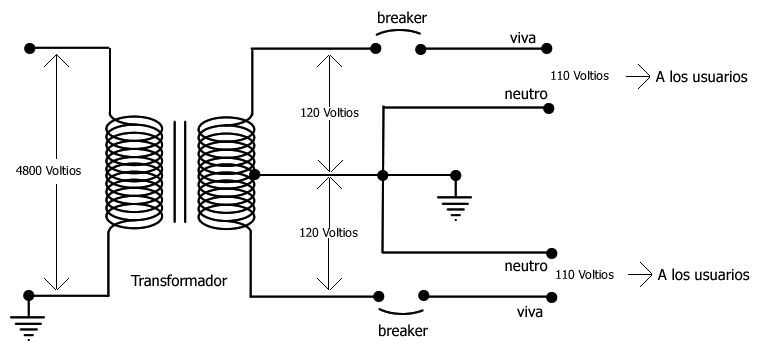 breaker
viva
110 Voltios
A los usuarios
neutro
120 Voltios
4800 Voltios
120 Voltios
neutro
110 Voltios
A los usuarios
Transformador
viva
breaker